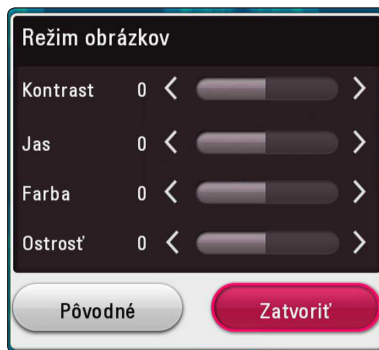 Režim obrázkov
Kontrast 0
Jas 0
Farba 0
Ostrosť 0
Pôvodné Zatvoriť